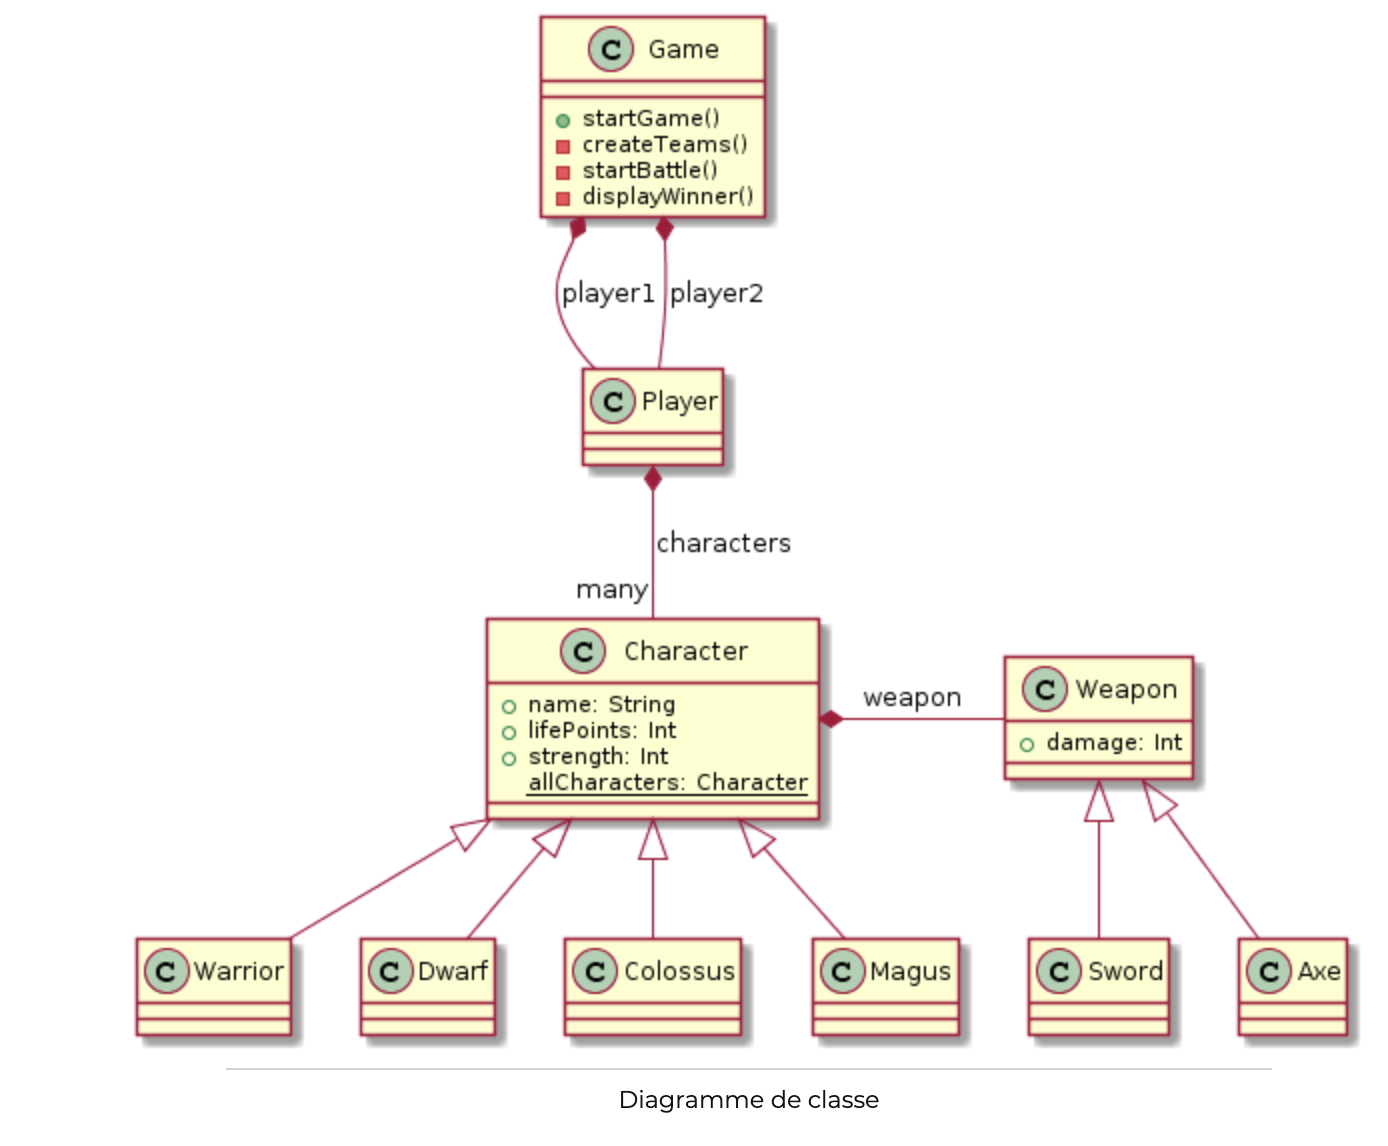 C Game
startGame()
createTeams()
startBattle()
displayWinner()
player1 player2
C Player
characters
many
C Character
name: String
lifePoints: Int
strength: Int
allCharacters: Character
weapon
C Weapon
damage: Int
C Warrior
C Dwarf
C Colossus
C Magus
C Sword
C Axe
Diagramme de classe